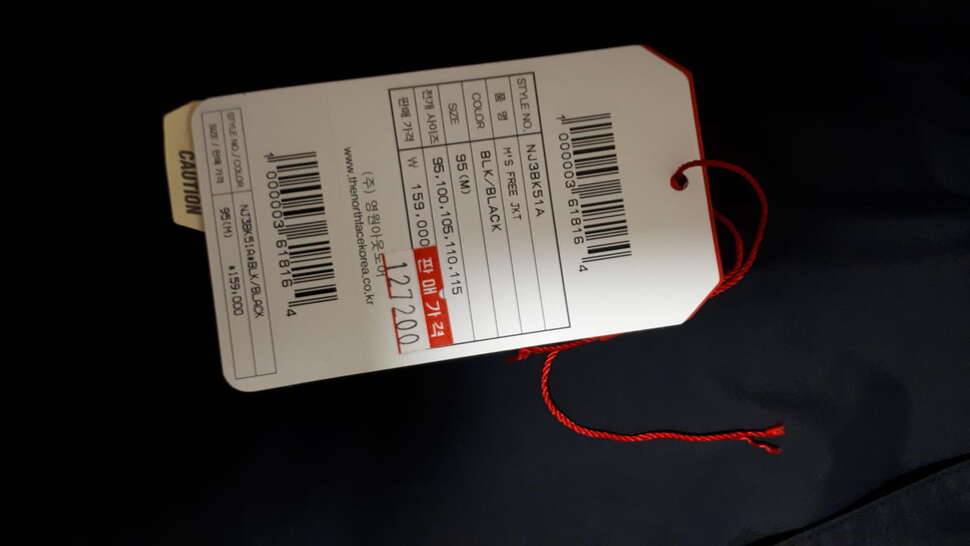 1 000003 61816 4
STYLE NO. NJ3BK51A
품 명 M'S FREE JKT
COLOR BLK/BLACK
SIZE 95(M)
전개 사이즈 95,100,105,110,115
판매 가격 ₩ 159,000
판매가격
127200
(주) 영원아웃도어
www.thenorthfacekorea.co.kr
1 000003 61816 4
STYLE NO./COLOR NJ3BK51A*BLK/BLACK
SIZE / 판매 가격 95(M) *159,000
CAUTION